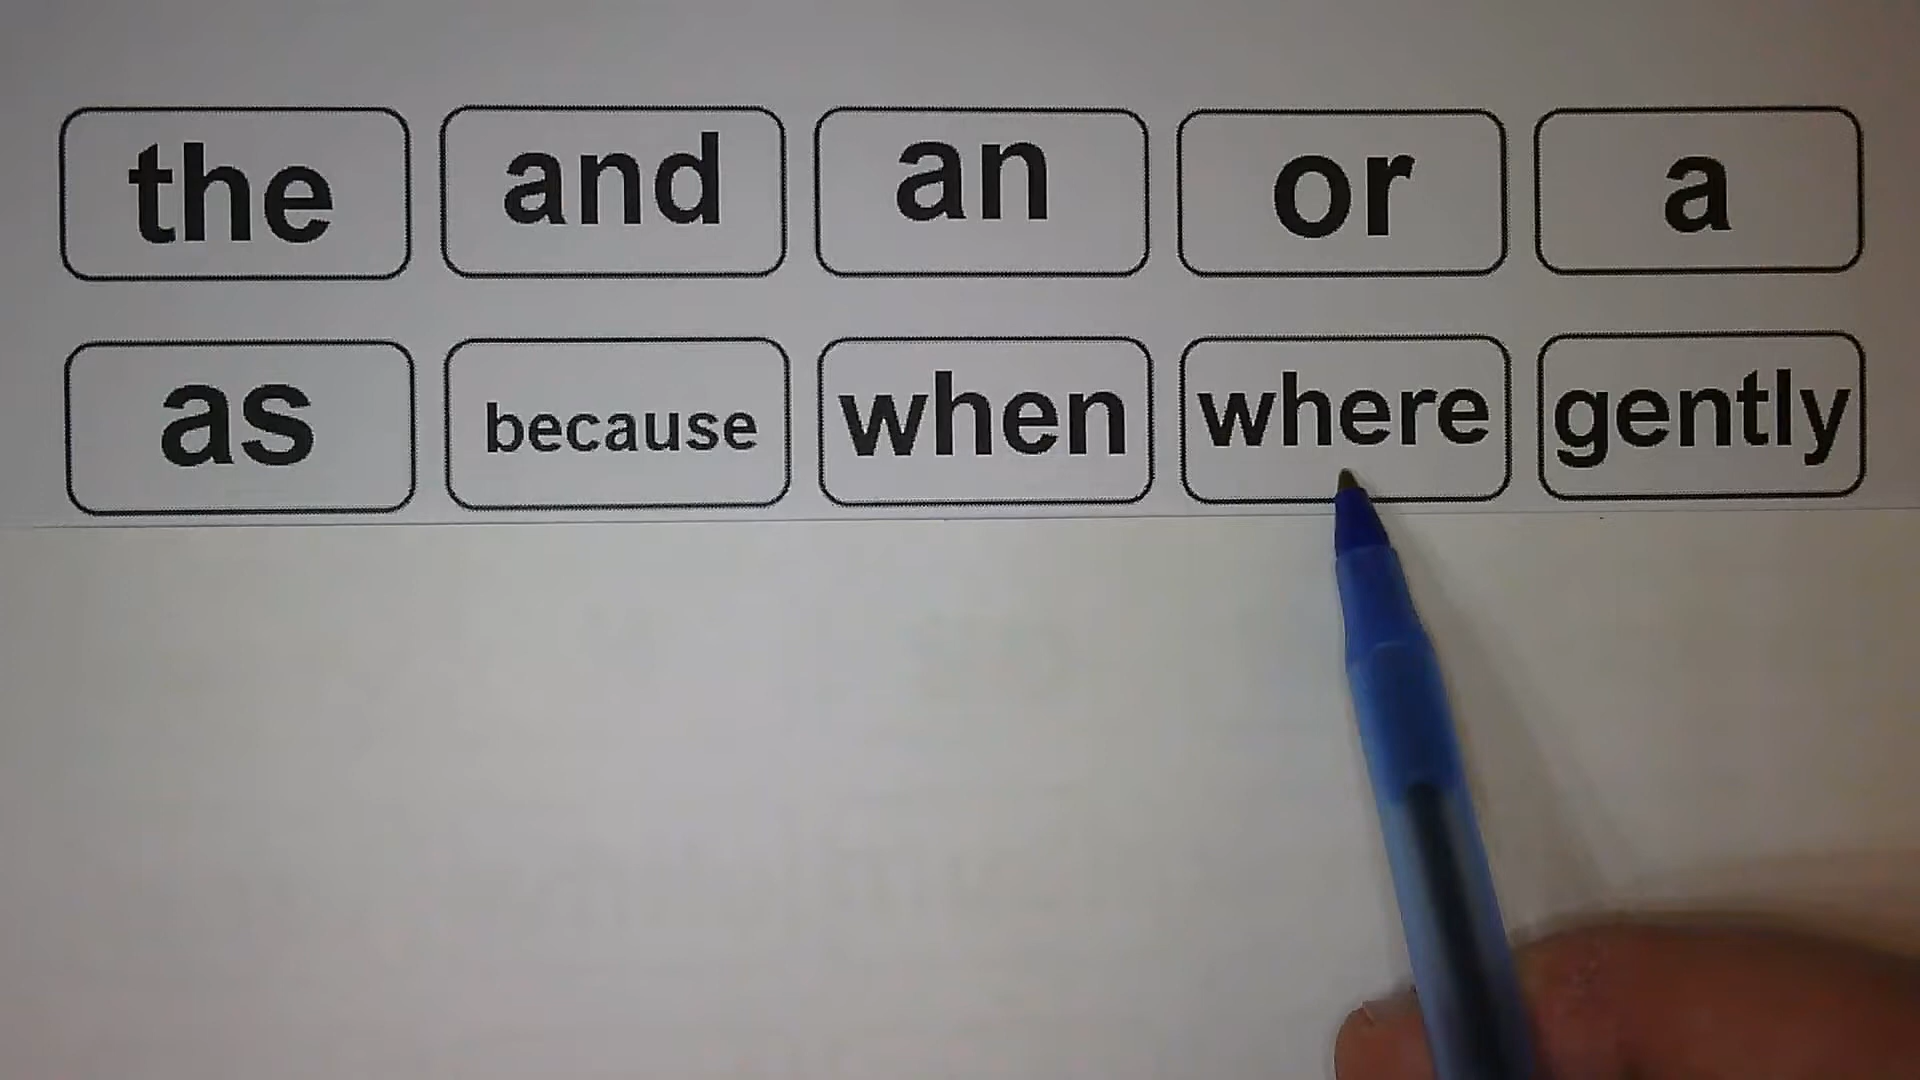 the and an or a
as because when where gently